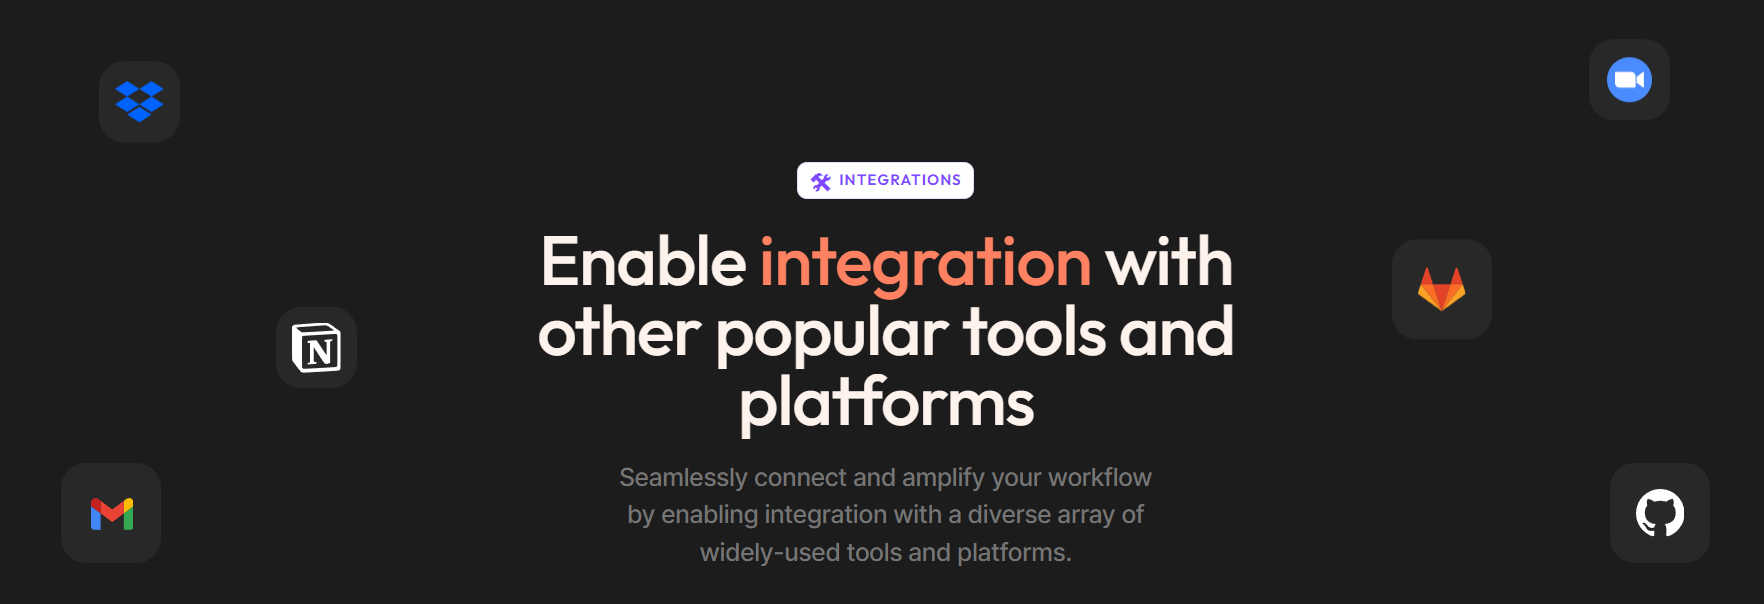 INTEGRATIONS
Enable integration with
other popular tools and
platforms
Seamlessly connect and amplify your workflow
by enabling integration with a diverse array of
widely-used tools and platforms.
N